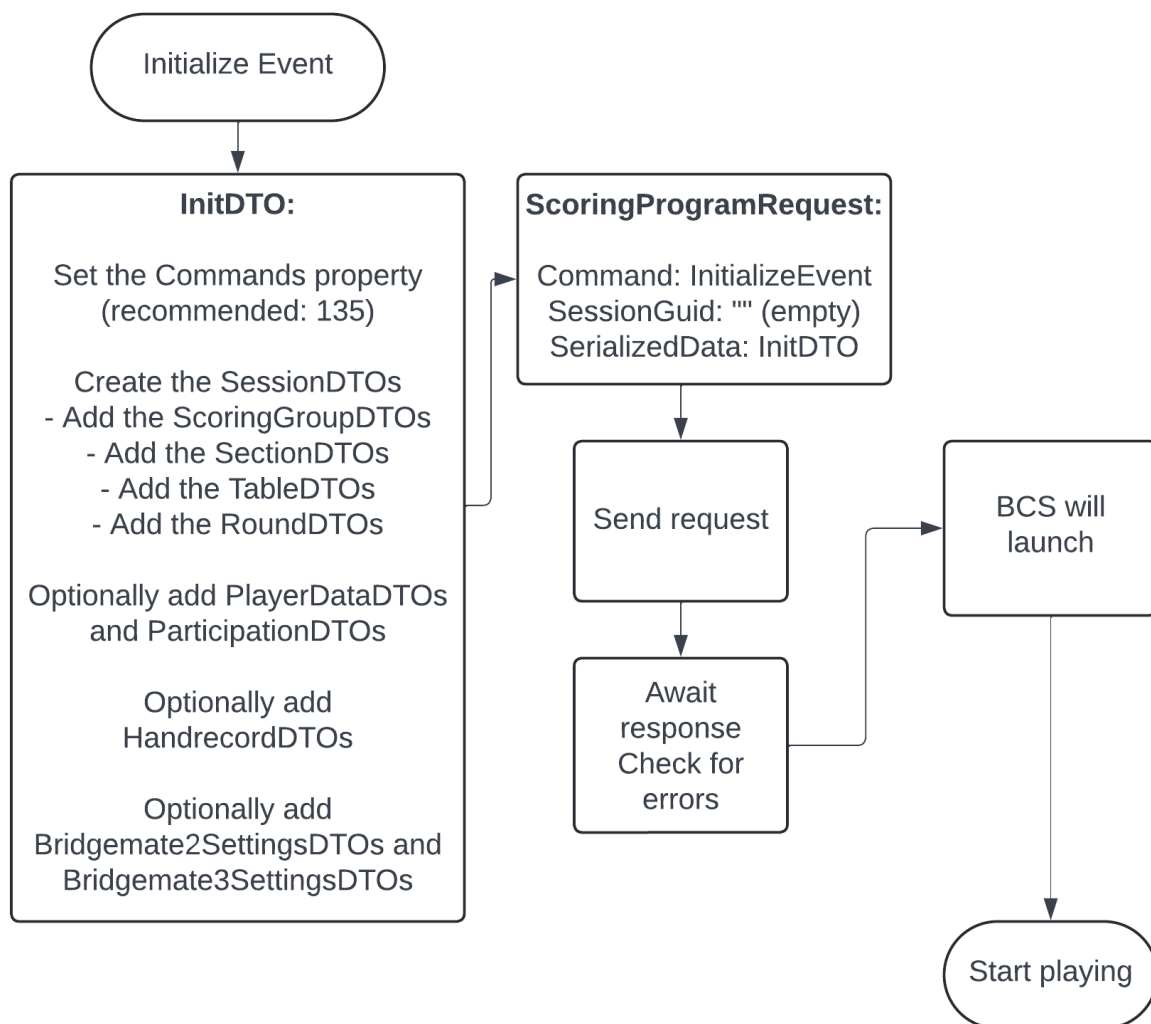 Initialize Event
InitDTO:
Set the Commands property
(recommended: 135)
Create the SessionDTOs
- Add the ScoringGroupDTOs
- Add the SectionDTOs
- Add the TableDTOs
- Add the RoundDTOs
Optionally add PlayerDataDTOs
and ParticipationDTOs
Optionally add
HandrecordDTOs
Optionally add
Bridgemate2SettingsDTOs and
Bridgemate3SettingsDTOs
ScoringProgramRequest:
Command: InitializeEvent
SessionGuid: "" (empty)
SerializedData: InitDTO
Send request
Await
response
Check for
errors
BCS will
launch
Start playing